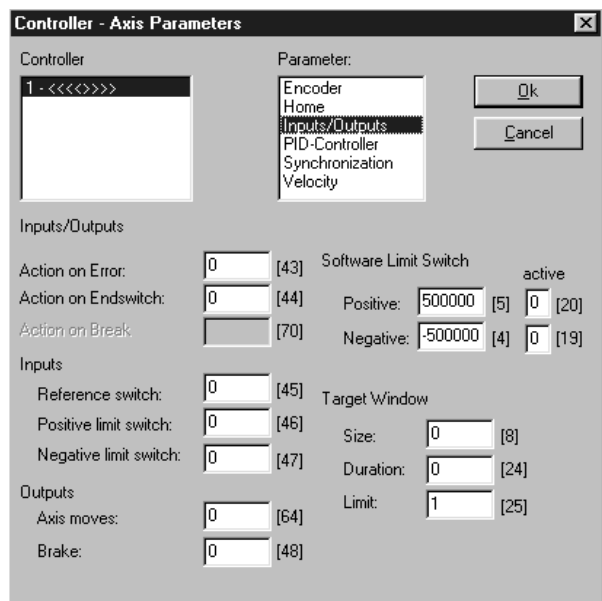 Controller - Axis Parameters
Controller
1 - <<<<>>>>
Parameter:
Encoder
Home
Inputs/Outputs
PID-Controller
Synchronization
Velocity
Ok
Cancel
Inputs/Outputs
Action on Error: 0 [43]
Action on Endswitch: 0 [44]
Action on Break [70]
Inputs
Reference switch: 0 [45]
Positive limit switch: 0 [46]
Negative limit switch: 0 [47]
Outputs
Axis moves: 0 [64]
Brake: 0 [48]
Software Limit Switch
active
Positive: 500000 [5] 0 [20]
Negative: -500000 [4] 0 [19]
Target Window
Size: 0 [8]
Duration: 0 [24]
Limit: 1 [25]